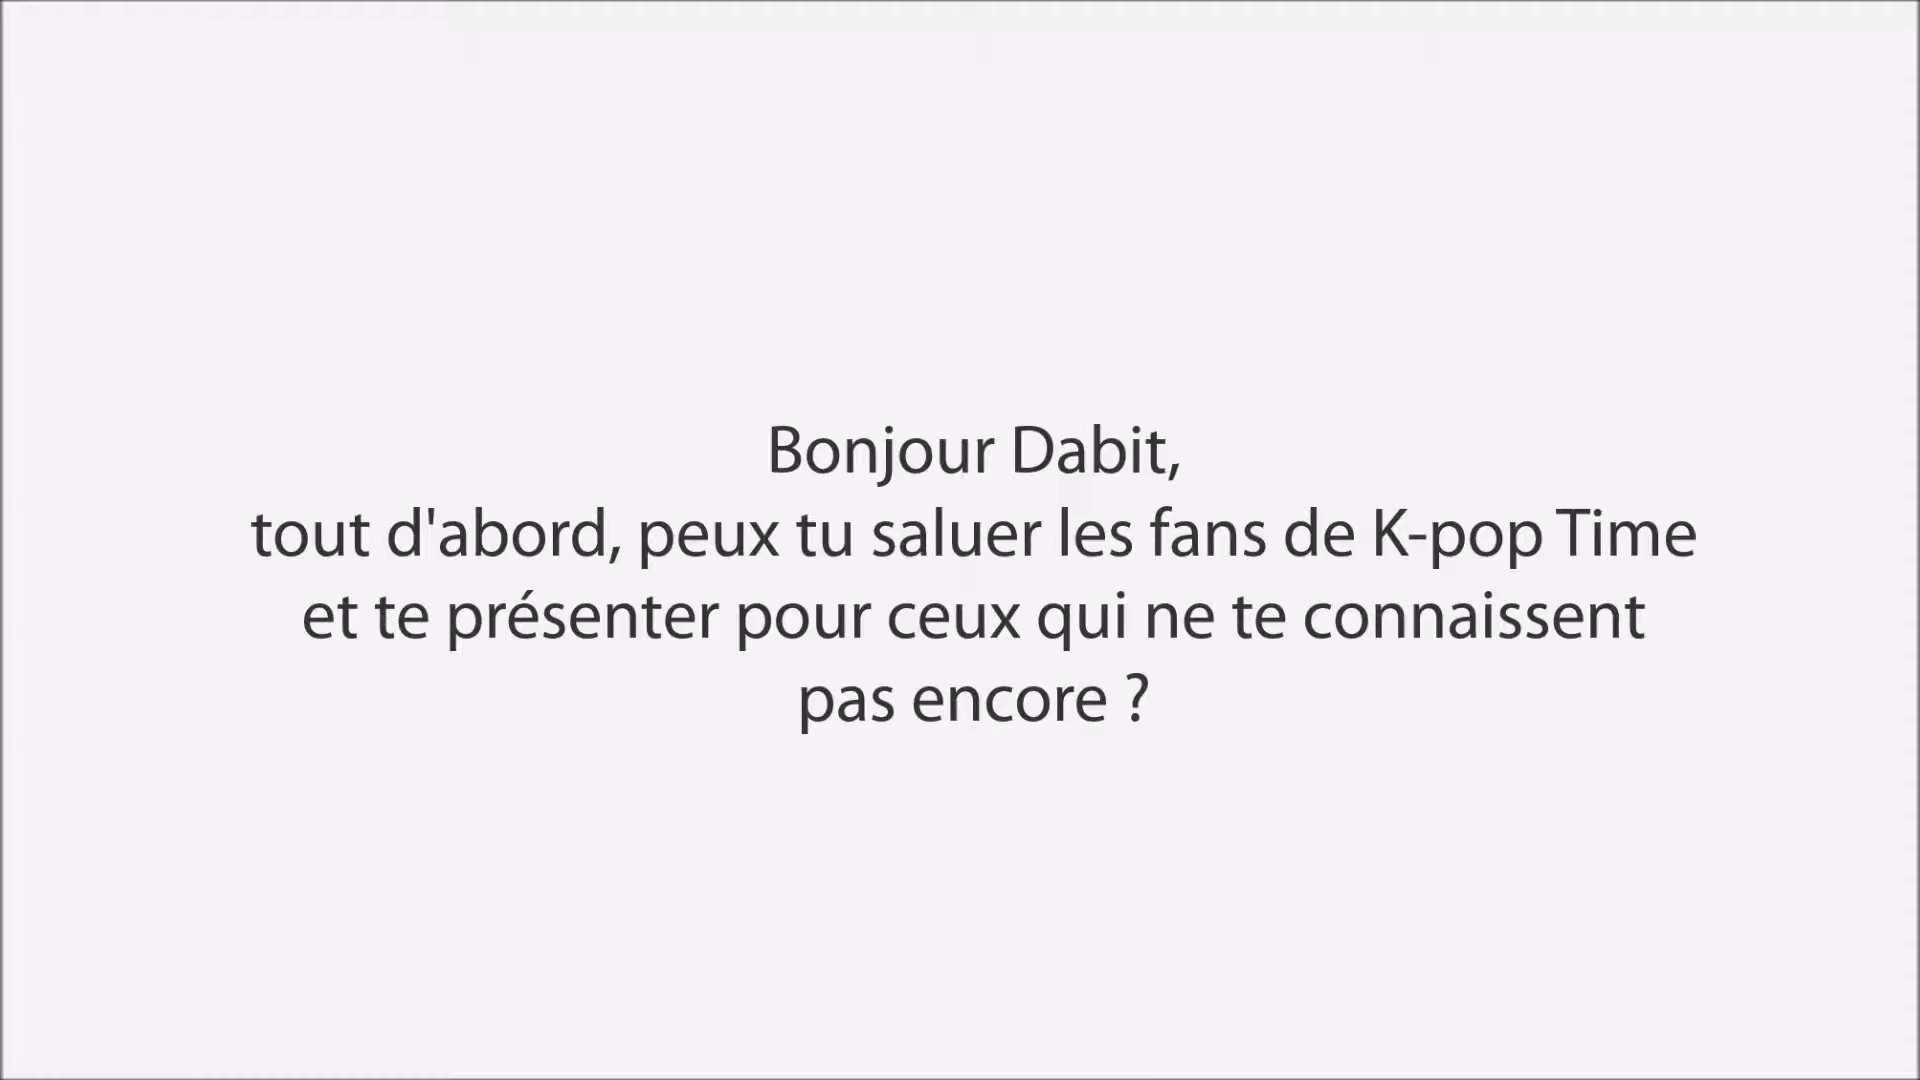 Bonjour Dabit,
tout d'abord, peux tu saluer les fans de K-pop Time
et te présenter pour ceux qui ne te connaissent
pas encore ?